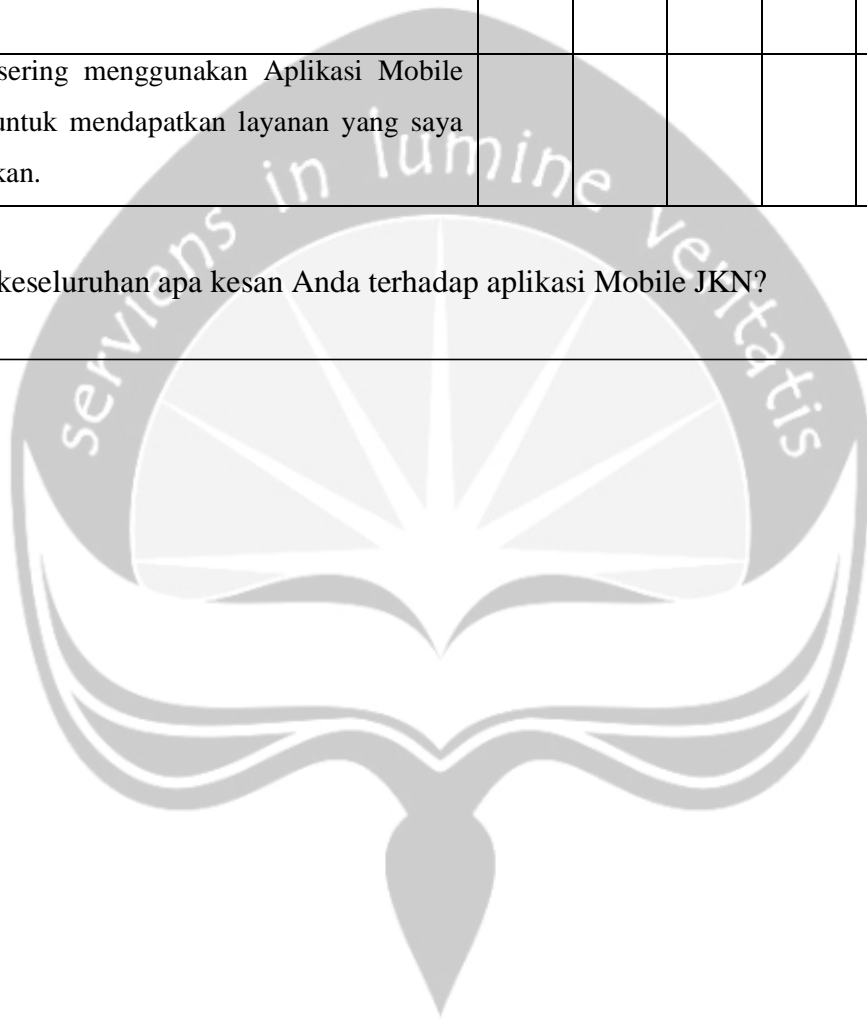 sering menggunakan Aplikasi Mobile
untuk mendapatkan layanan yang saya
kan.
keseluruhan apa kesan Anda terhadap aplikasi Mobile JKN?
serviens in lumine veritatis